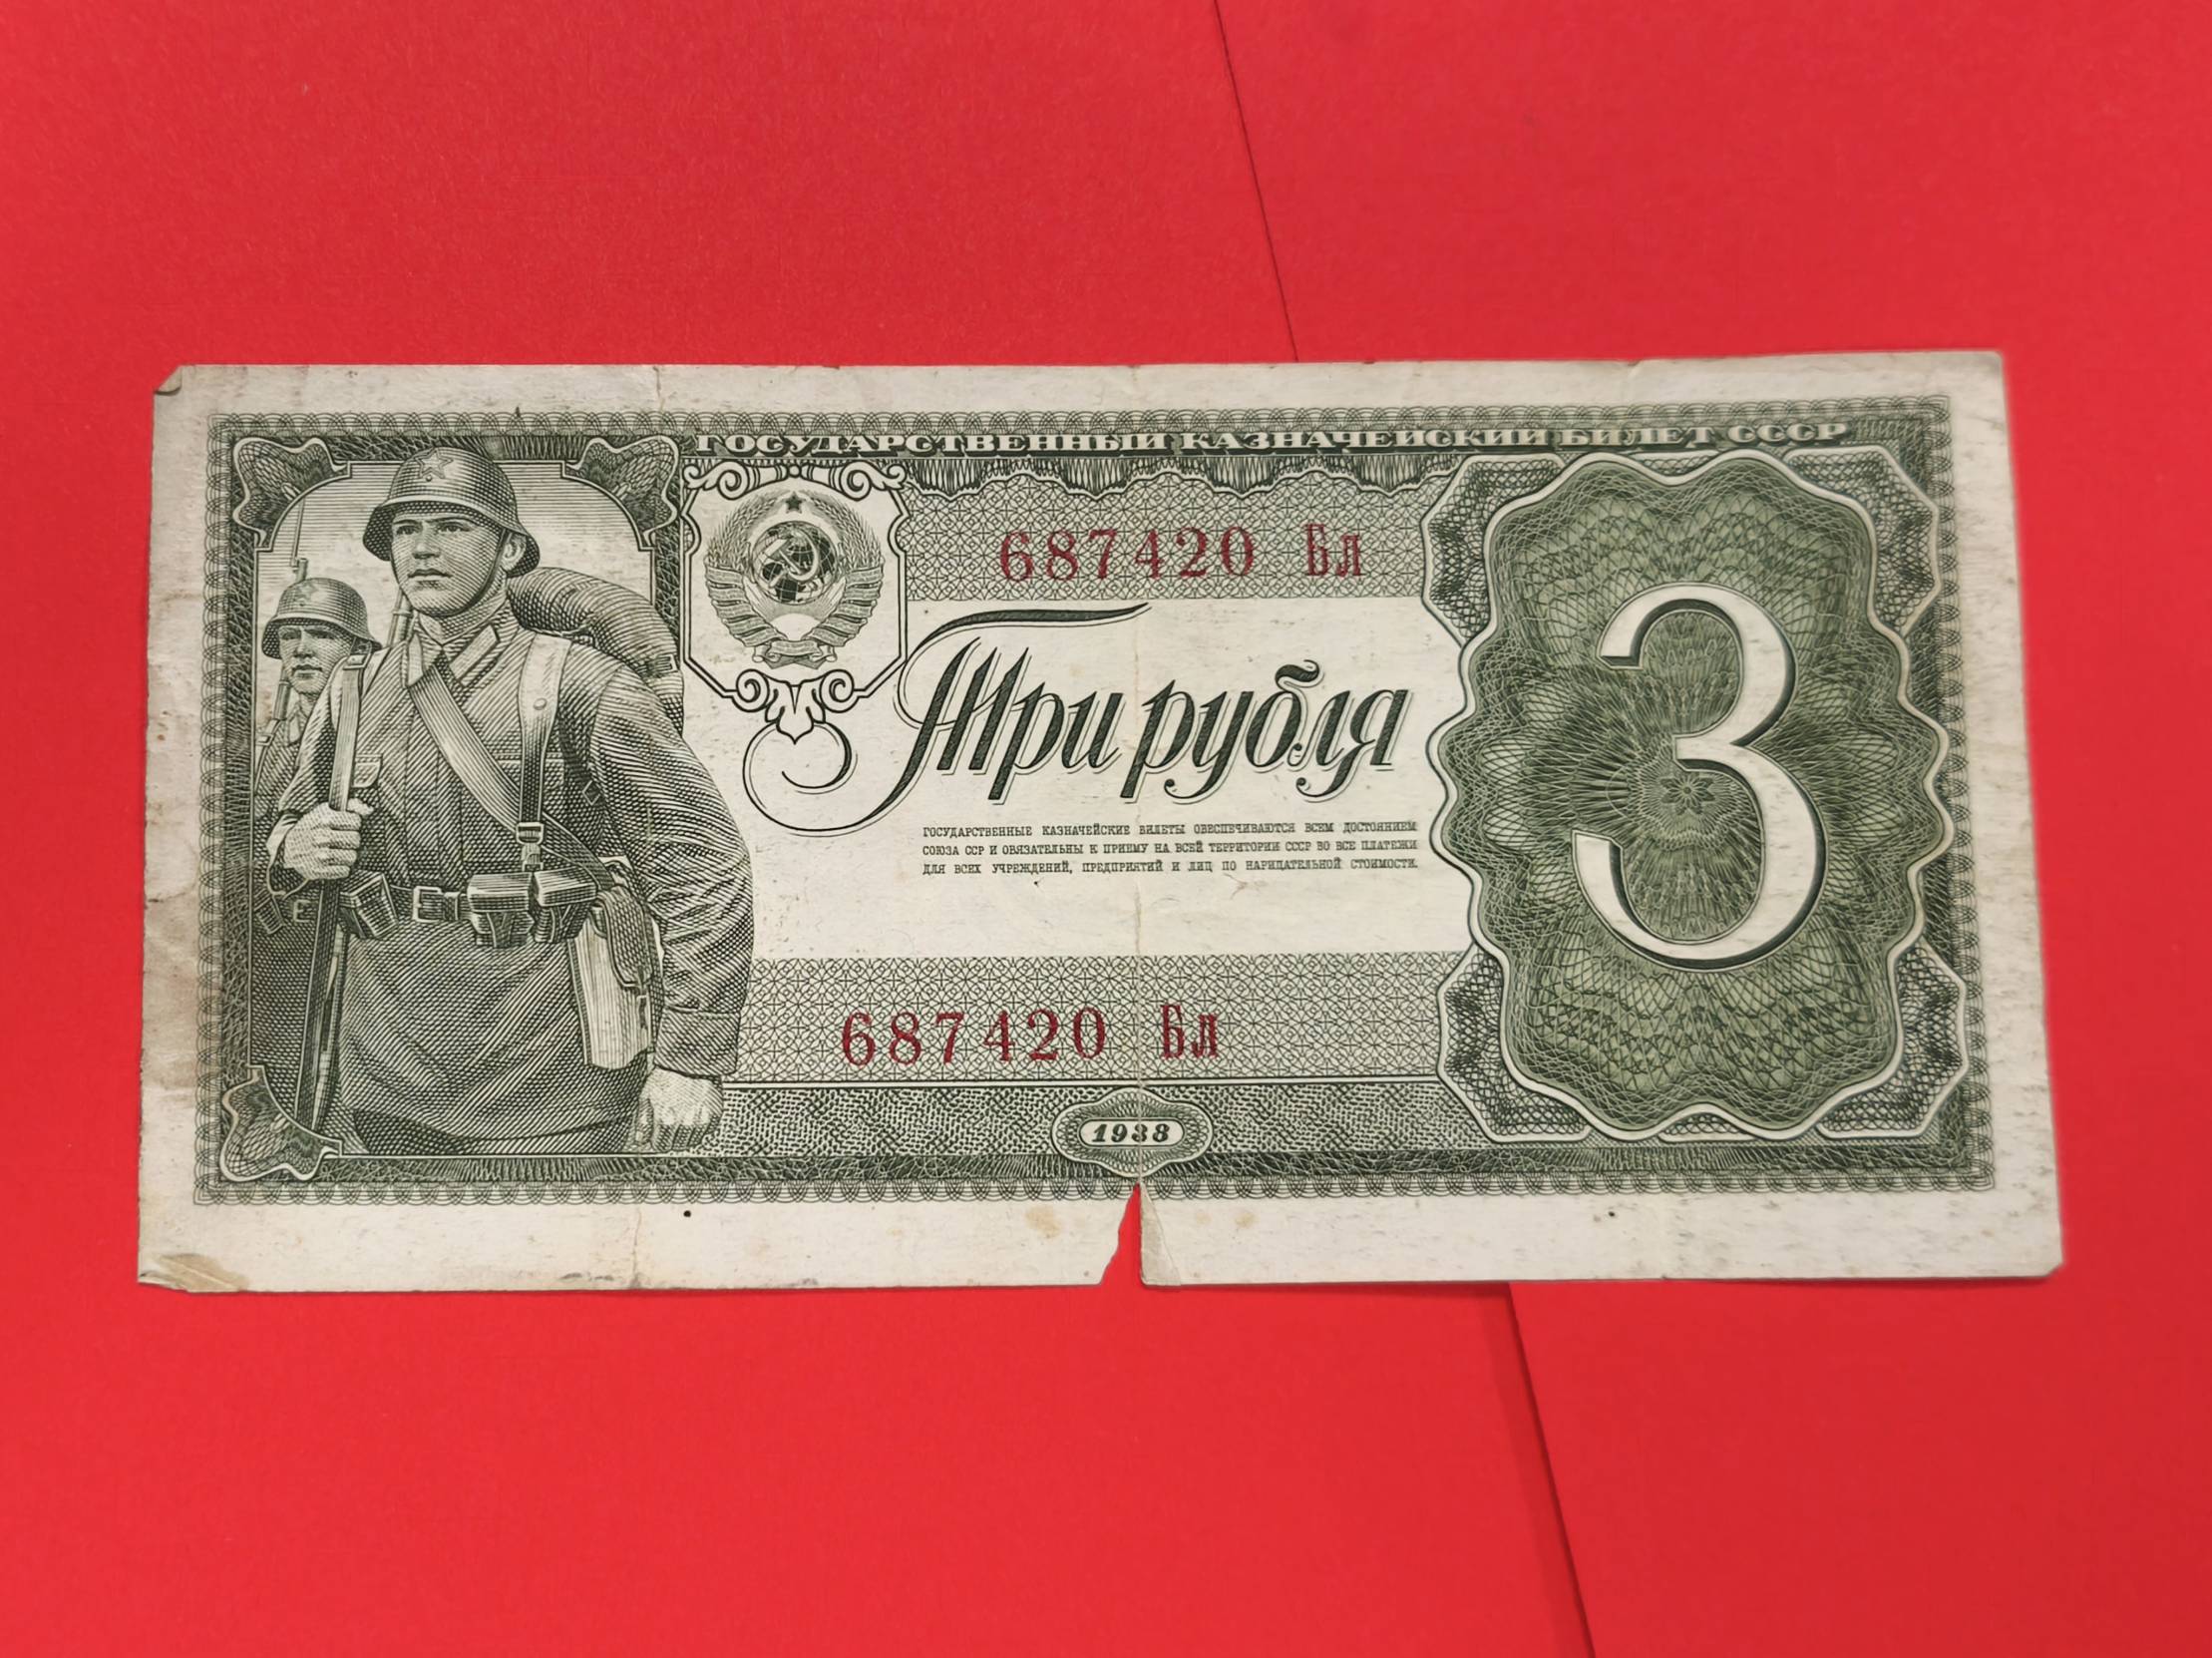 ГОСУДАРСТВЕННЫЙ КАЗНАЧЕЙСКИЙ БИЛЕТ СССР
687420 Бл
Три рубля
3
ГОСУДАРСТВЕННЫЕ КАЗНАЧЕЙСКИЕ БИЛЕТЫ ОБЕСПЕЧИВАЮТСЯ ВСЕМ ДОСТОЯНИЕМ
СОЮЗА ССР И ОБЯЗАТЕЛЬНЫ К ПРИЕМУ НА ВСЕЙ ТЕРРИТОРИИ СССР ВО ВСЕ ПЛАТЕЖИ
ДЛЯ ВСЕХ УЧРЕЖДЕНИЙ, ПРЕДПРИЯТИЙ И ЛИЦ ПО НАРИЦАТЕЛЬНОЙ СТОИМОСТИ.
687420 Бл
1938